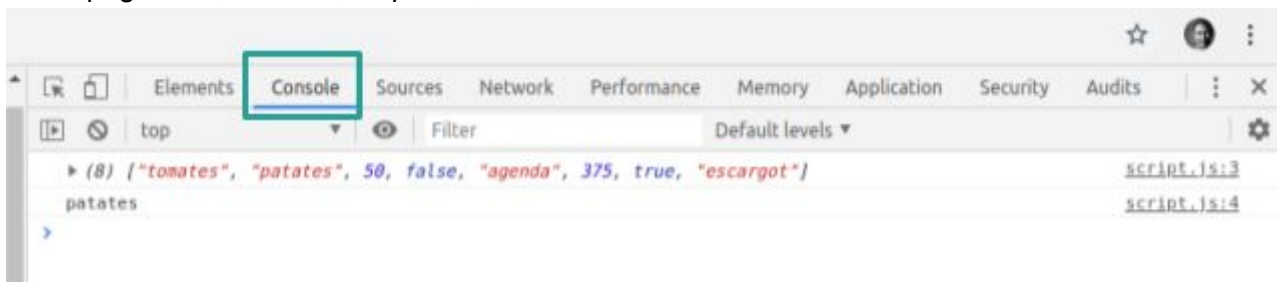 Elements Console Sources Network Performance Memory Application Security Audits
top Filter Default levels
(8) ["tomates", "patates", 50, false, "agenda", 375, true, "escargot"] script.js:3
patates script.js:4